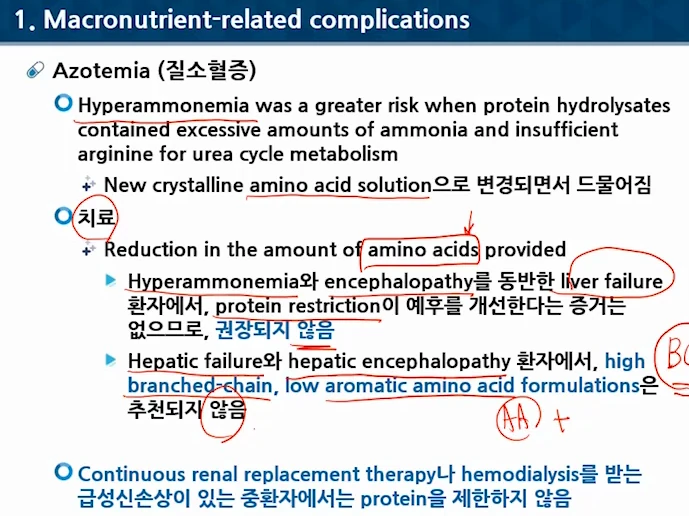 1. Macronutrient-related complications
Azotemia (질소혈증)
Hyperammonemia was a greater risk when protein hydrolysates
contained excessive amounts of ammonia and insufficient
arginine for urea cycle metabolism
New crystalline amino acid solution으로 변경되면서 드물어짐
치료
Reduction in the amount of amino acids provided
Hyperammonemia와 encephalopathy를 동반한 liver failure
환자에서, protein restriction이 예후를 개선한다는 증거는
없으므로, 권장되지 않음
Hepatic failure와 hepatic encephalopathy 환자에서, high
branched-chain, low aromatic amino acid formulations은
추천되지 않음
AA +
Continuous renal replacement therapy나 hemodialysis를 받는
급성신손상이 있는 중환자에서는 protein을 제한하지 않음